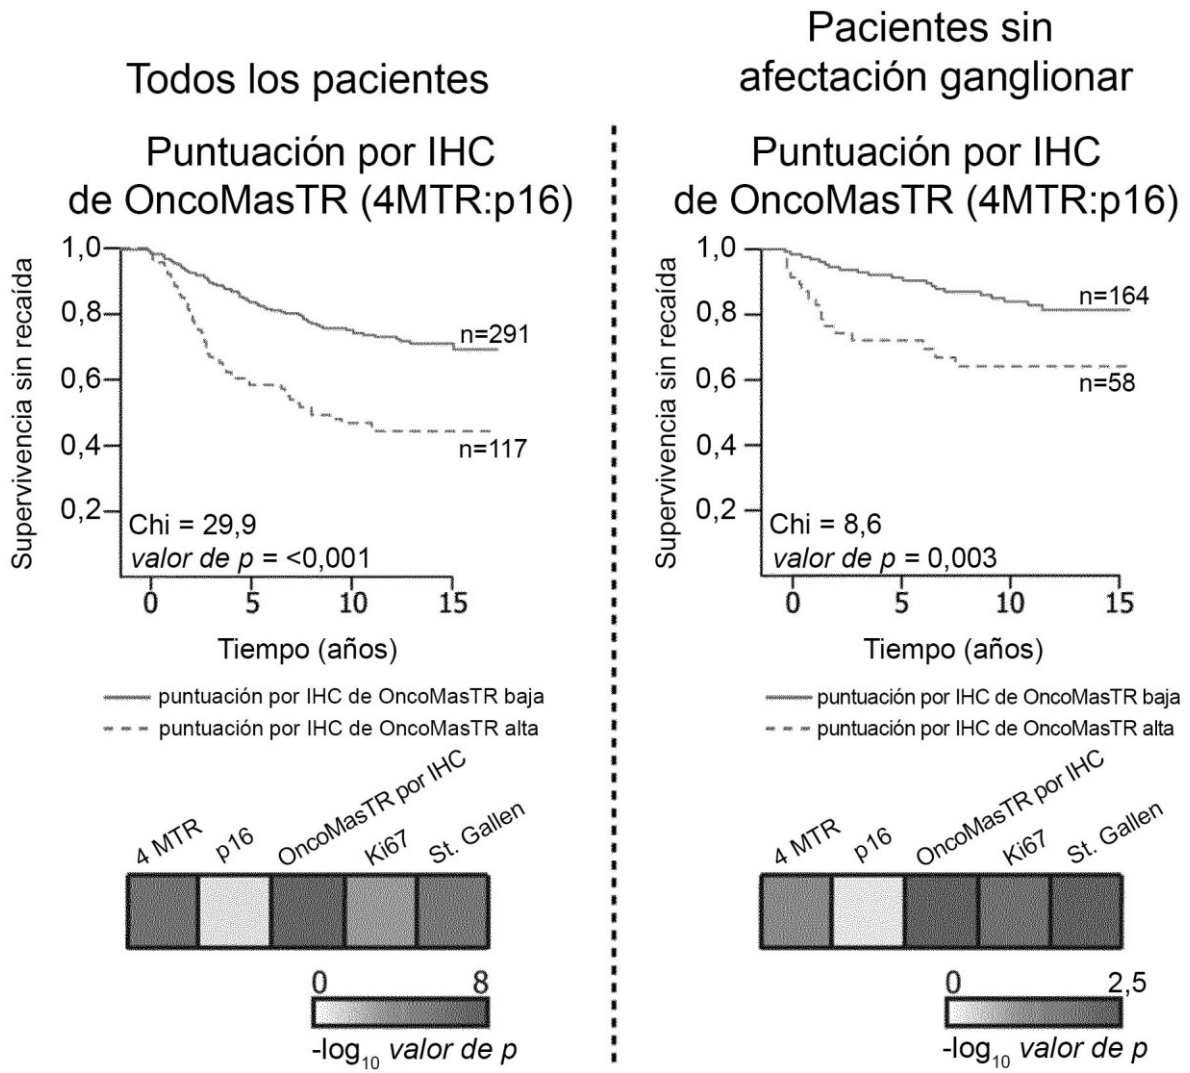 Todos los pacientes
Puntuación por IHC
de OncoMasTR (4MTR:p16)
Supervivencia sin recaída
1,0
0,8
0,6
0,4
0,2
n=291
n=117
Chi = 29,9
valor de p = <0,001
0 5 10 15
Tiempo (años)
puntuación por IHC de OncoMasTR baja
puntuación por IHC de OncoMasTR alta
4 MTR p16 OncoMasTR por IHC Ki67 St. Gallen
0 8
-log10 valor de p
Pacientes sin
afectación ganglionar
Puntuación por IHC
de OncoMasTR (4MTR:p16)
Supervivencia sin recaída
1,0
0,8
0,6
0,4
0,2
n=164
n=58
Chi = 8,6
valor de p = 0,003
0 5 10 15
Tiempo (años)
puntuación por IHC de OncoMasTR baja
puntuación por IHC de OncoMasTR alta
4 MTR p16 OncoMasTR por IHC Ki67 St. Gallen
0 2,5
-log10 valor de p